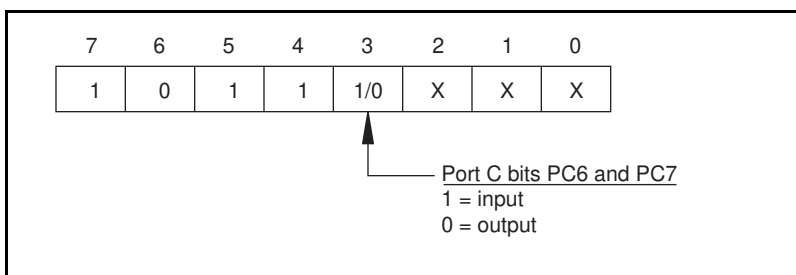 7 6 5 4 3 2 1 0
1 0 1 1 1/0 X X X
Port C bits PC6 and PC7
1 = input
0 = output